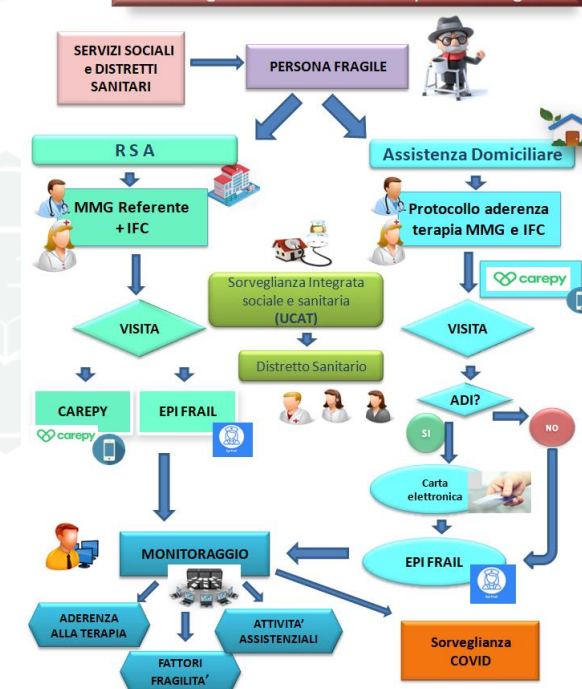 SERVIZI SOCIALI
e DISTRETTI
SANITARI
PERSONA FRAGILE
R S A
Assistenza Domiciliare
MMG Referente
+ IFC
Protocollo aderenza
terapia MMG e IFC
carepy
Sorveglianza Integrata
sociale e sanitaria
(UCAT)
VISITA
VISITA
Distretto Sanitario
ADI?
CAREPY
EPI FRAIL
carepy
SI
NO
Carta
elettronica
EPI FRAIL
MONITORAGGIO
ADERENZA
ALLA TERAPIA
ATTIVITA'
ASSISTENZIALI
FATTORI
FRAGILITA'
Sorveglianza
COVID